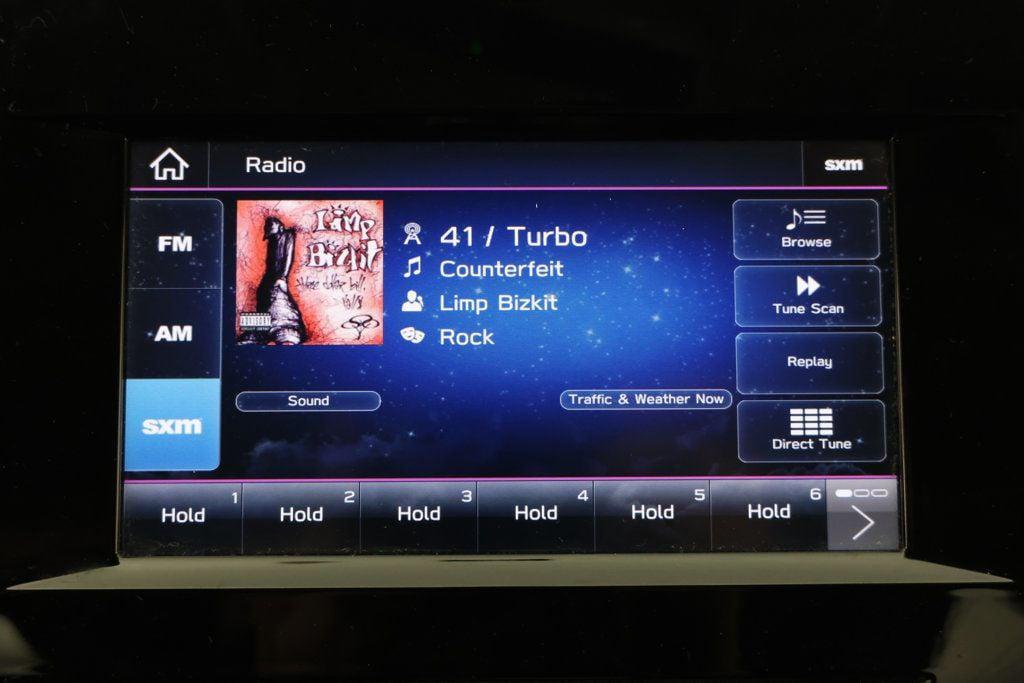 Radio
sxm
FM
AM
sxm
Limp
Bizkit
41 / Turbo
Counterfeit
Limp Bizkit
Rock
Browse
Tune Scan
Replay
Direct Tune
Sound
Traffic & Weather Now
1
Hold
2
Hold
3
Hold
4
Hold
5
Hold
6
Hold